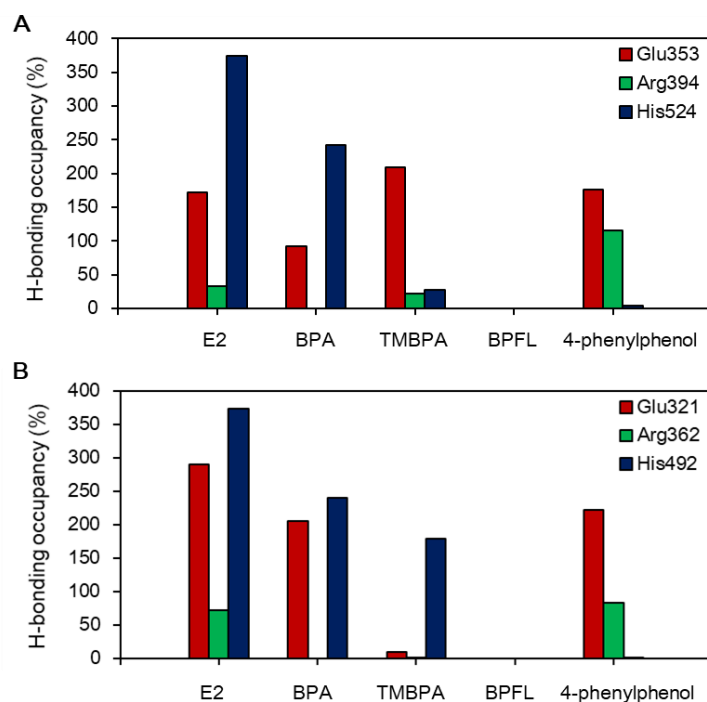 A
H-bonding occupancy (%)
400
350
300
250
200
150
100
50
0
Glu353
Arg394
His524
E2 BPA TMBPA BPFL 4-phenylphenol
B
H-bonding occupancy (%)
400
350
300
250
200
150
100
50
0
Glu321
Arg362
His492
E2 BPA TMBPA BPFL 4-phenylphenol